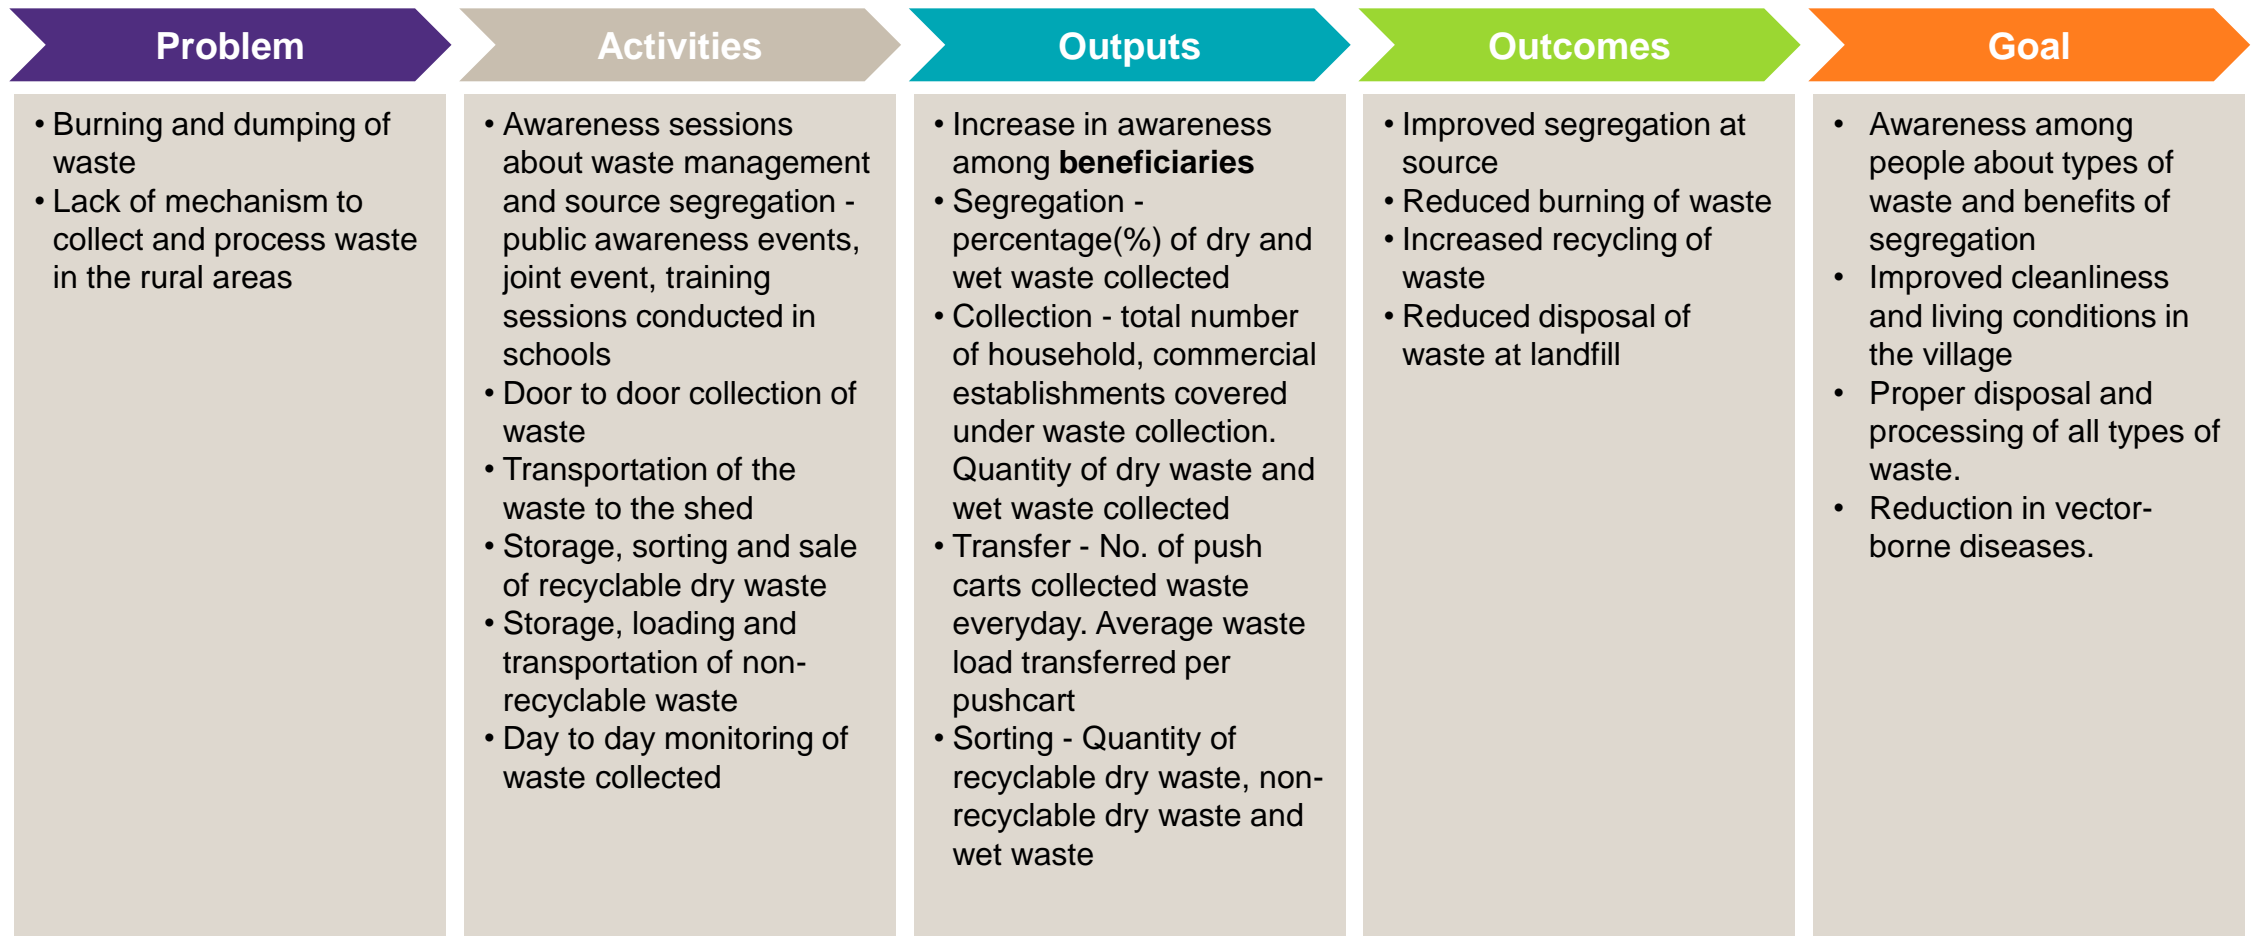 Problem
Activities
Outputs
Outcomes
Goal
• Burning and dumping of
waste
• Lack of mechanism to
collect and process waste
in the rural areas
• Awareness sessions
about waste management
and source segregation -
public awareness events,
joint event, training
sessions conducted in
schools
• Door to door collection of
waste
• Transportation of the
waste to the shed
• Storage, sorting and sale
of recyclable dry waste
• Storage, loading and
transportation of non-
recyclable waste
• Day to day monitoring of
waste collected
• Increase in awareness
among beneficiaries
• Segregation -
percentage(%) of dry and
wet waste collected
• Collection - total number
of household, commercial
establishments covered
under waste collection.
Quantity of dry waste and
wet waste collected
• Transfer - No. of push
carts collected waste
everyday. Average waste
load transferred per
pushcart
• Sorting - Quantity of
recyclable dry waste, non-
recyclable dry waste and
wet waste
• Improved segregation at
source
• Reduced burning of waste
• Increased recycling of
waste
• Reduced disposal of
waste at landfill
• Awareness among
people about types of
waste and benefits of
segregation
• Improved cleanliness
and living conditions in
the village
• Proper disposal and
processing of all types of
waste.
• Reduction in vector-
borne diseases.